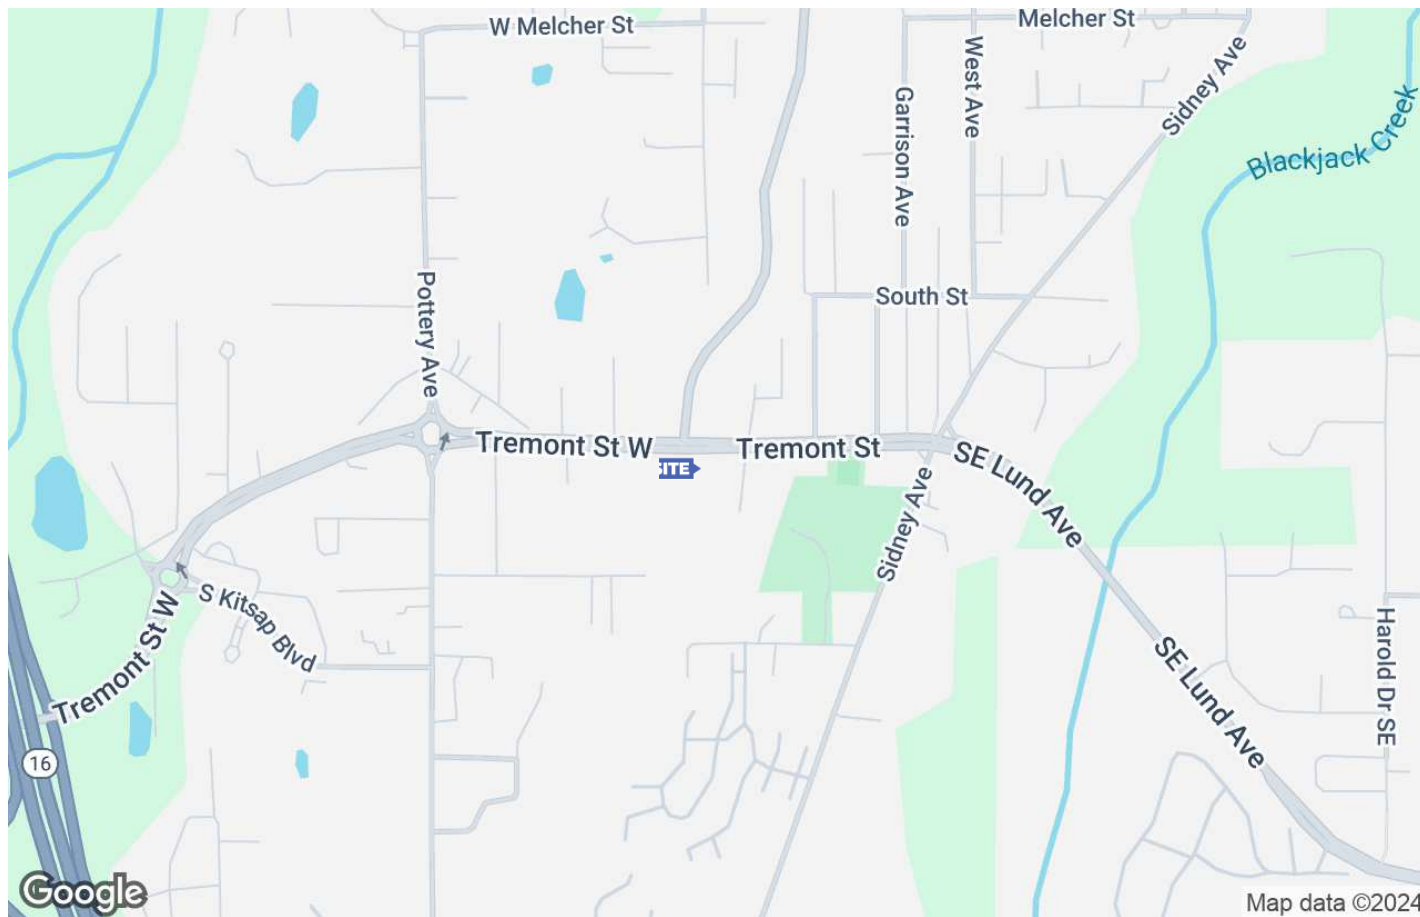 W Melcher St
Melcher St
Sidney Ave
West Ave
Garrison Ave
Blackjack Creek
Pottery Ave
South St
Tremont St W
Tremont St
SITE
SE Lund Ave
Sidney Ave
S Kitsap Blvd
Tremont St W
SE Lund Ave
Harold Dr SE
16
Google
Map data ©2024